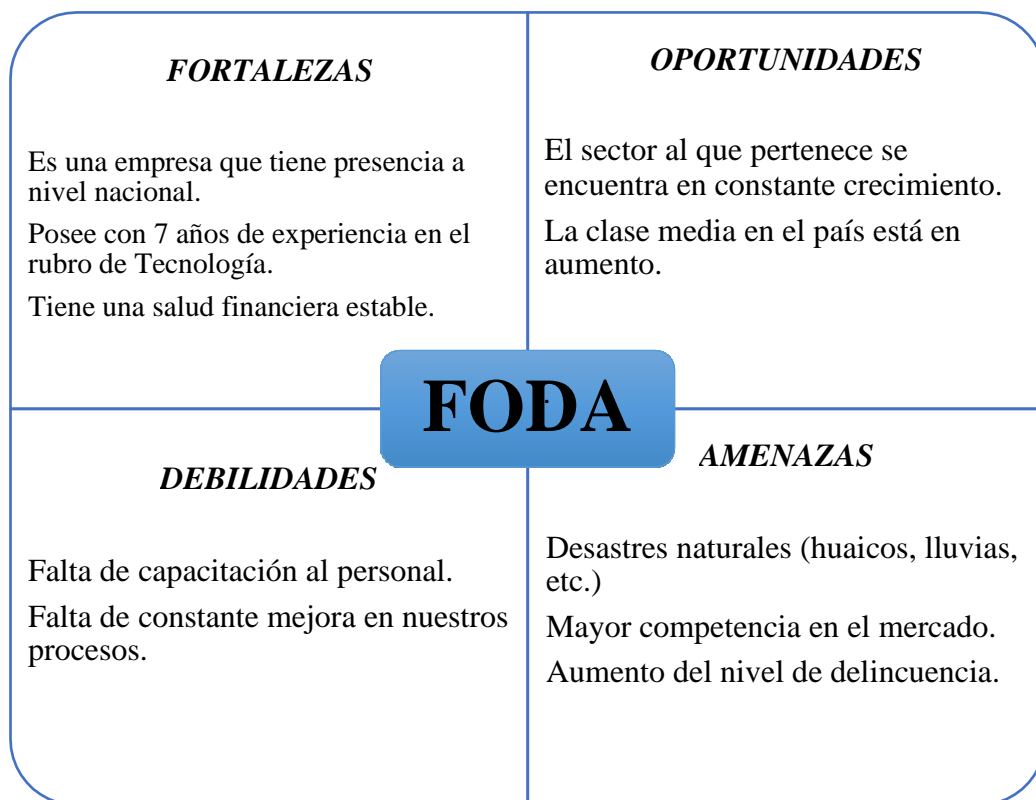 FORTALEZAS
Es una empresa que tiene presencia a
nivel nacional.
Posee con 7 años de experiencia en el
rubro de Tecnología.
Tiene una salud financiera estable.
OPORTUNIDADES
El sector al que pertenece se
encuentra en constante crecimiento.
La clase media en el país está en
aumento.
FODA
DEBILIDADES
Falta de capacitación al personal.
Falta de constante mejora en nuestros
procesos.
AMENAZAS
Desastres naturales (huaicos, lluvias,
etc.)
Mayor competencia en el mercado.
Aumento del nivel de delincuencia.